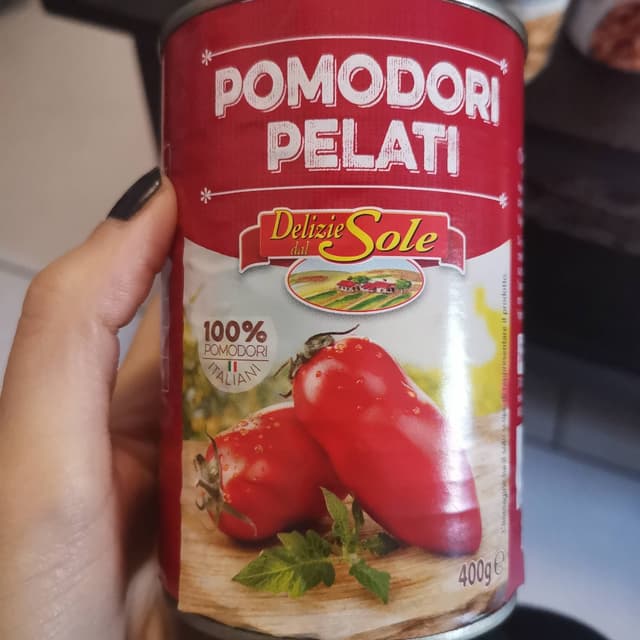 POMODORI
PELATI
Delizie
dal Sole
100%
POMODORI
ITALIANI
400g e